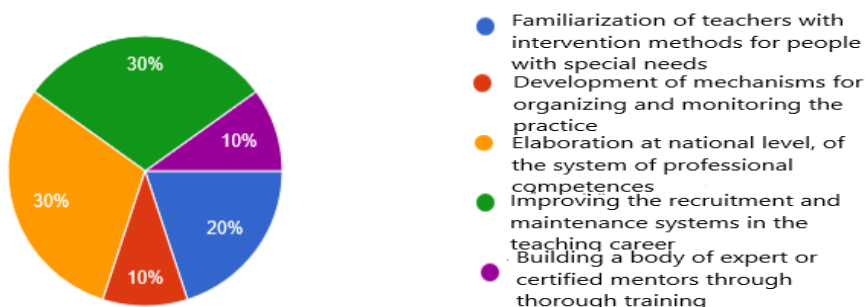 30%
10%
30%
20%
10%
Familiarization of teachers with
intervention methods for people
with special needs
Development of mechanisms for
organizing and monitoring the
practice
Elaboration at national level, of
the system of professional
competences
Improving the recruitment and
maintenance systems in the
teaching career
Building a body of expert or
certified mentors through
thorough training